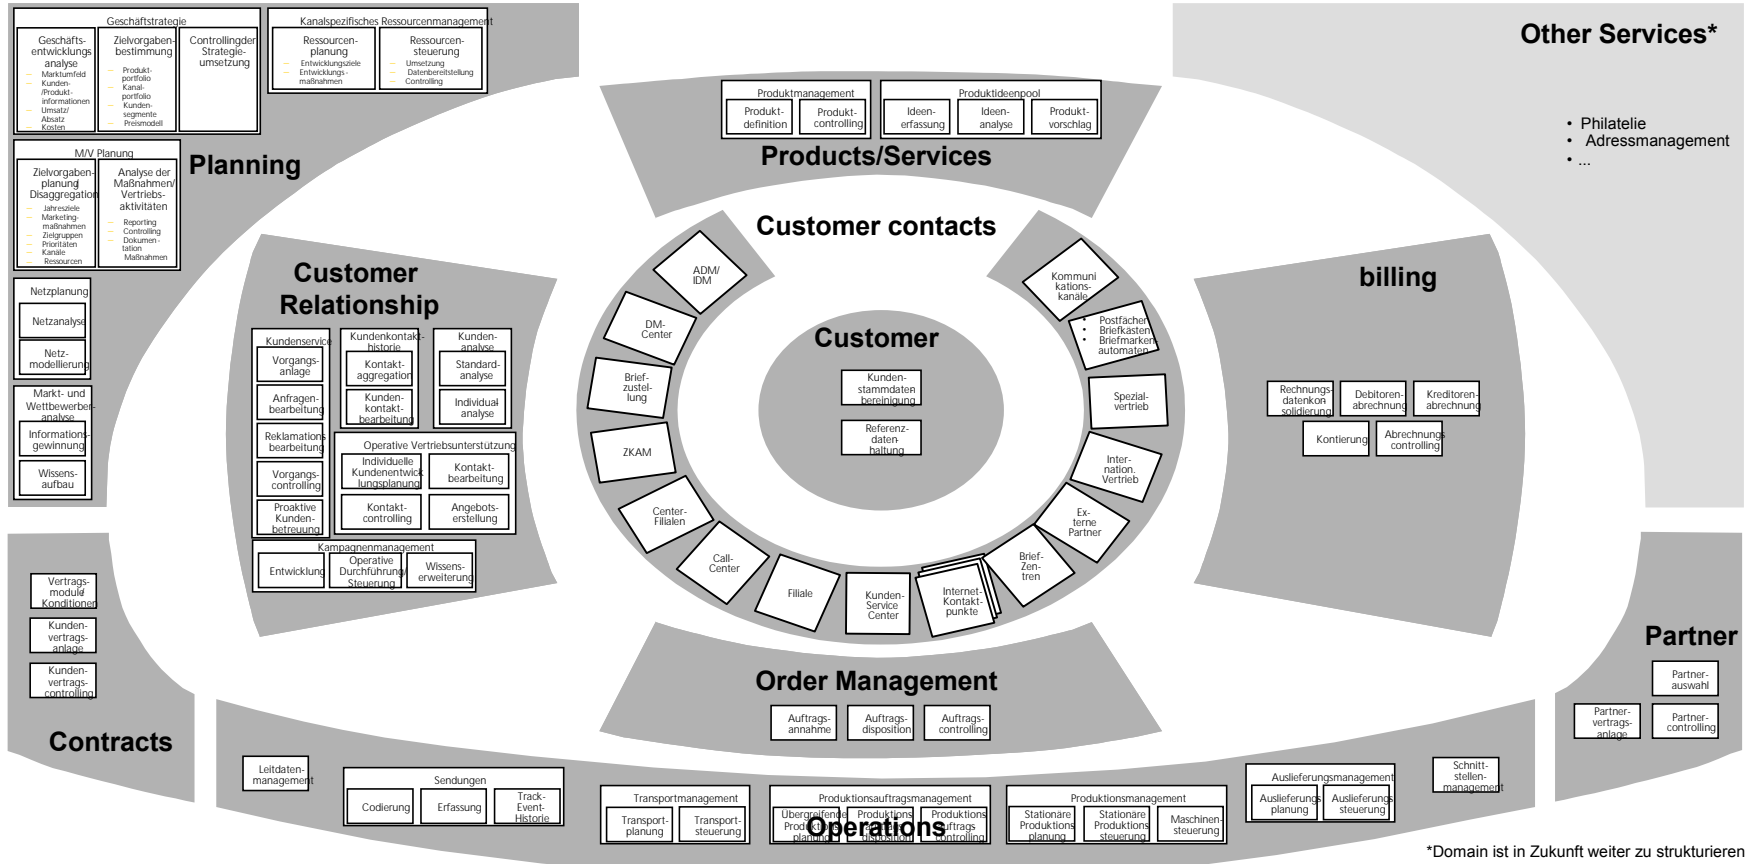 Geschäftstrategie
Geschäfts-
entwicklungs
analyse
Marktumfeld
Kunden-
/Produkt-
informationen
Umsatz/
Absatz
Kosten
Zielvorgaben-
bestimmung
Produkt-
portfolio
Kanal-
portfolio
Kunden-
segmente
Preismodell
Controllingder
Strategie-
umsetzung
Kanalspezifisches Ressourcenmanagement
Ressourcen-
planung
Entwicklungsziele
Entwicklungs-
maßnahmen
Ressourcen-
steuerung
Umsetzung
Datenbereitstellung
Controlling
M/V Planung
Zielvorgaben-
planung/
Disaggregation
Jahresziele
Marketing-
maßnahmen
Zielgruppen
Prioritäten
Kanäle
Ressourcen
Analyse der
Maßnahmen/
Vertriebs-
aktivitäten
Reporting
Controlling
Dokumen-
tation
Maßnahmen
Planning
Netzplanung
Netzanalyse
Netz-
modellierung
Markt- und
Wettbewerber-
analyse
Informations-
gewinnung
Wissens-
aufbau
Produktmanagement
Produkt-
definition
Produkt-
controlling
Produktideenpool
Ideen-
erfassung
Ideen-
analyse
Produkt-
vorschlag
Products/Services
Other Services*
• Philatelie
• Adressmanagement
• ...
Customer
Relationship
Kundenservice
Vorgangs-
anlage
Anfragen-
bearbeitung
Reklamations
bearbeitung
Vorgangs-
controlling
Proaktive
Kunden-
betreuung
Kundenkontakt-
historie
Kontakt-
aggregation
Kunden-
kontakt-
bearbeitung
Kunden-
analyse
Standard-
analyse
Individual-
analyse
Operative Vertriebsunterstützung
Individuelle
Kundenentwick
lungsplanung
Kontakt-
bearbeitung
Kontakt-
controlling
Angebots-
erstellung
Kampagnenmanagement
Entwicklung
Operative
Durchführung/
Steuerung
Wissens-
erweiterung
Customer contacts
ADM/
IDM
DM-
Center
Brief-
zustel-
lung
ZKAM
Center-
Filialen
Call-
Center
Filiale
Kunden-
Service
Center
Internet-
Kontakt-
punkte
Brief-
Zen-
tren
Ex-
terne
Partner
Inter-
nation.
Vertrieb
Spezial-
vertrieb
• Postfächer
• Briefkästen
• Briefmarken-
automaten
Kommuni
kations-
kanäle
Customer
Kunden-
stammdaten-
bereinigung
Referenz-
daten-
haltung
billing
Rechnungs-
datenkon-
solidierung
Debitoren-
abrechnung
Kreditoren-
abrechnung
Kontierung
Abrechnungs
controlling
Vertrags-
module/
Konditionen
Kunden-
vertrags-
anlage
Kunden-
vertrags-
controlling
Contracts
Order Management
Auftrags-
annahme
Auftrags-
disposition
Auftrags-
controlling
Partner
Partner-
auswahl
Partner-
vertrags-
anlage
Partner-
controlling
Leitdaten-
management
Sendungen
Codierung
Erfassung
Track-
Event-
Historie
Transportmanagement
Transport-
planung
Transport-
steuerung
Produktionsauftragsmanagement
Übergreifende
Produktions
planung
Produktions
auftrags
disposition
Produktions
auftrags-
controlling
Operations
Produktionsmanagement
Stationäre
Produktions
planung
Stationäre
Produktions
steuerung
Maschinen-
steuerung
Auslieferungsmanagement
Auslieferungs
planung
Auslieferungs
steuerung
Schnitt-
stellen-
management
*Domain ist in Zukunft weiter zu strukturieren